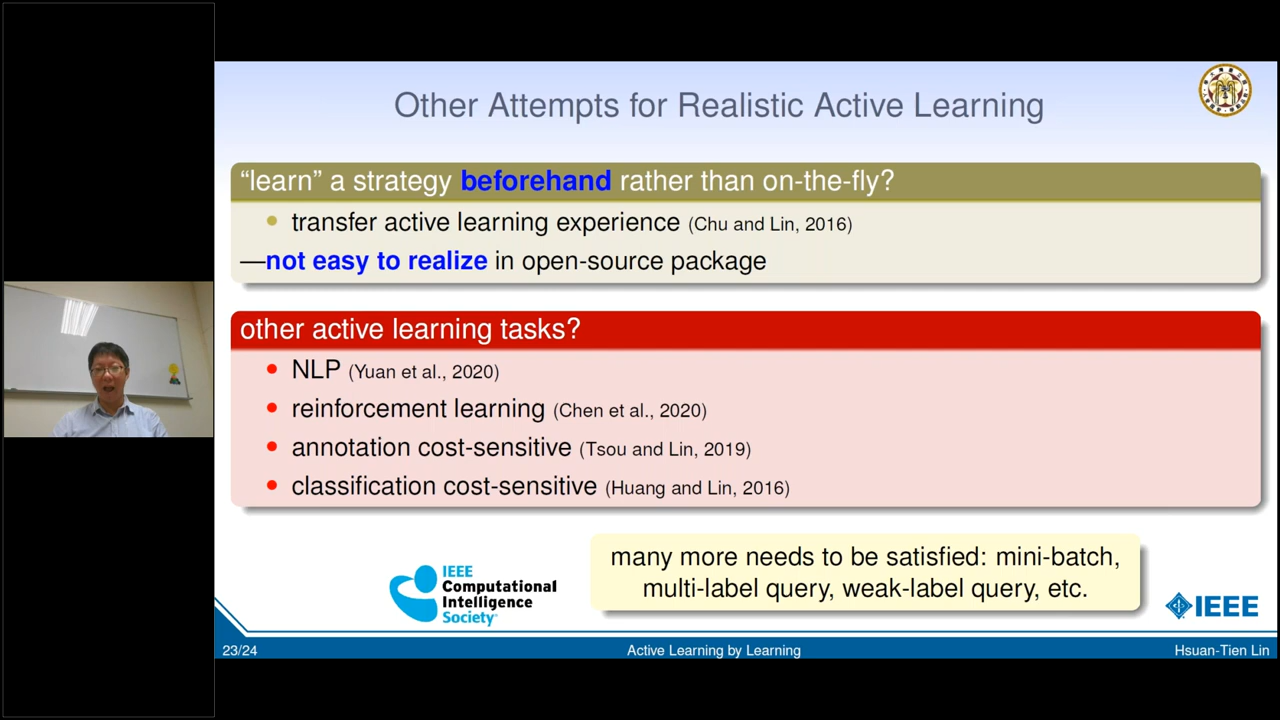 Other Attempts for Realistic Active Learning
“learn” a strategy beforehand rather than on-the-fly?
• transfer active learning experience (Chu and Lin, 2016)
—not easy to realize in open-source package
other active learning tasks?
• NLP (Yuan et al., 2020)
• reinforcement learning (Chen et al., 2020)
• annotation cost-sensitive (Tsou and Lin, 2019)
• classification cost-sensitive (Huang and Lin, 2016)
many more needs to be satisfied: mini-batch,
multi-label query, weak-label query, etc.
IEEE
Computational
Intelligence
Society
IEEE
23/24
Active Learning by Learning
Hsuan-Tien Lin